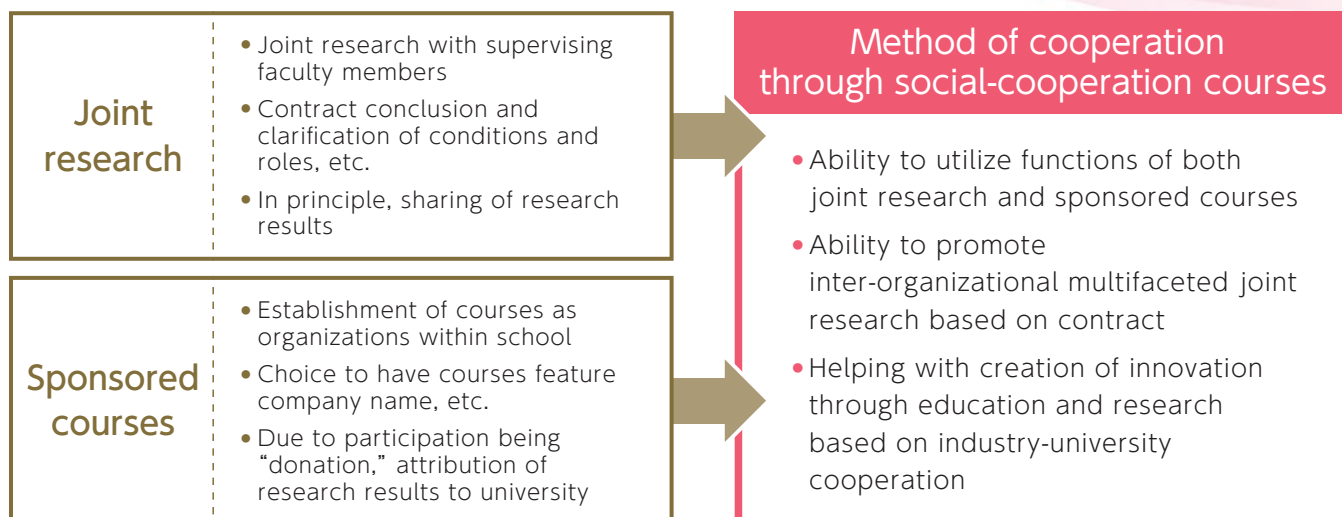 Joint
research
• Joint research with supervising
faculty members
• Contract conclusion and
clarification of conditions and
roles, etc.
• In principle, sharing of research
results
Sponsored
courses
• Establishment of courses as
organizations within school
• Choice to have courses feature
company name, etc.
• Due to participation being
“donation,” attribution of
research results to university
Method of cooperation
through social-cooperation courses
• Ability to utilize functions of both
joint research and sponsored courses
• Ability to promote
inter-organizational multifaceted joint
research based on contract
• Helping with creation of innovation
through education and research
based on industry-university
cooperation